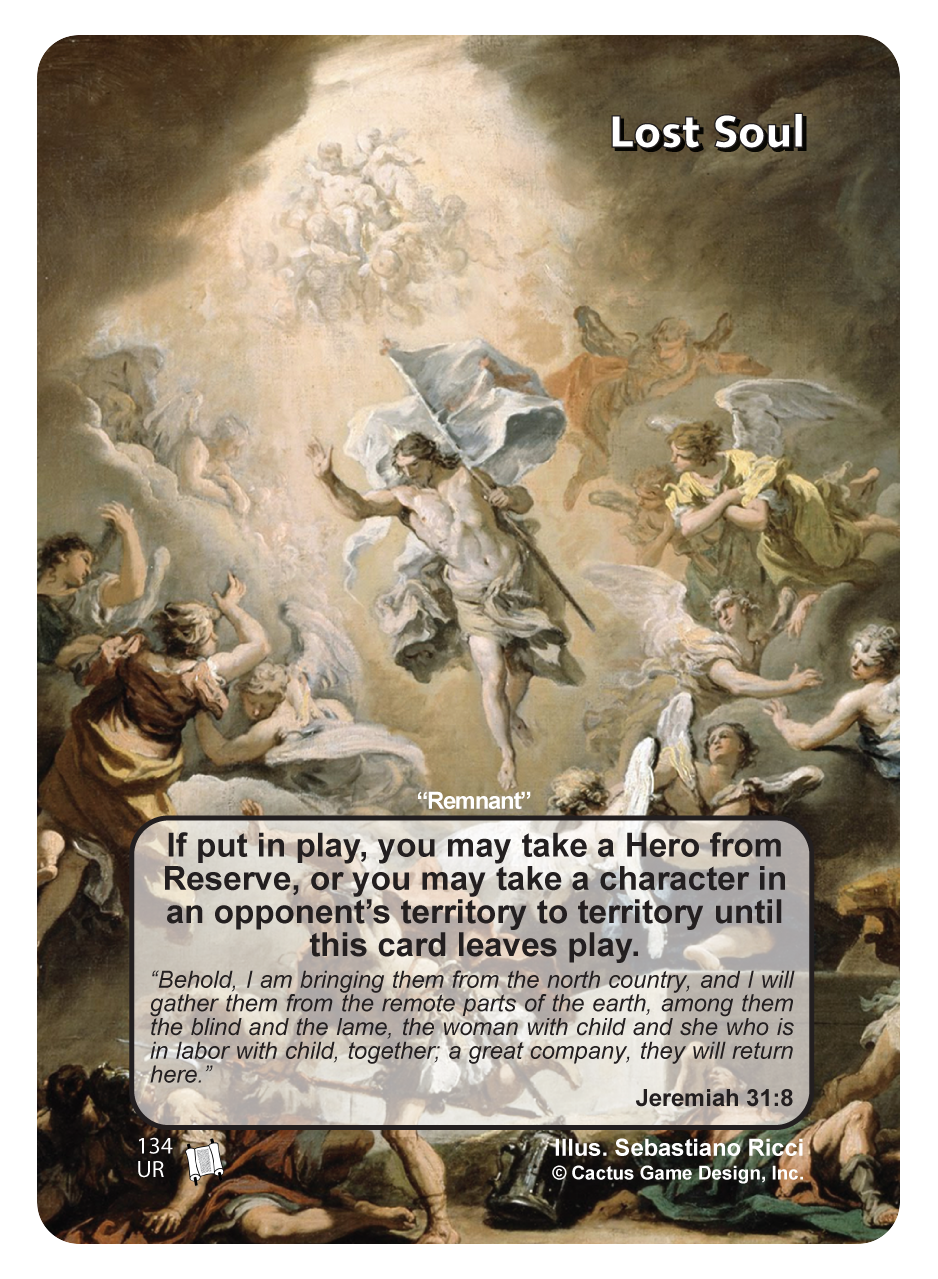 Lost Soul
“Remnant”
If put in play, you may take a Hero from
Reserve, or you may take a character in
an opponent’s territory to territory until
this card leaves play.
“Behold, I am bringing them from the north country, and I will
gather them from the remote parts of the earth, among them
the blind and the lame, the woman with child and she who is
in labor with child, together; a great company, they will return
here.”
Jeremiah 31:8
134
UR
Illus. Sebastiano Ricci
© Cactus Game Design, Inc.